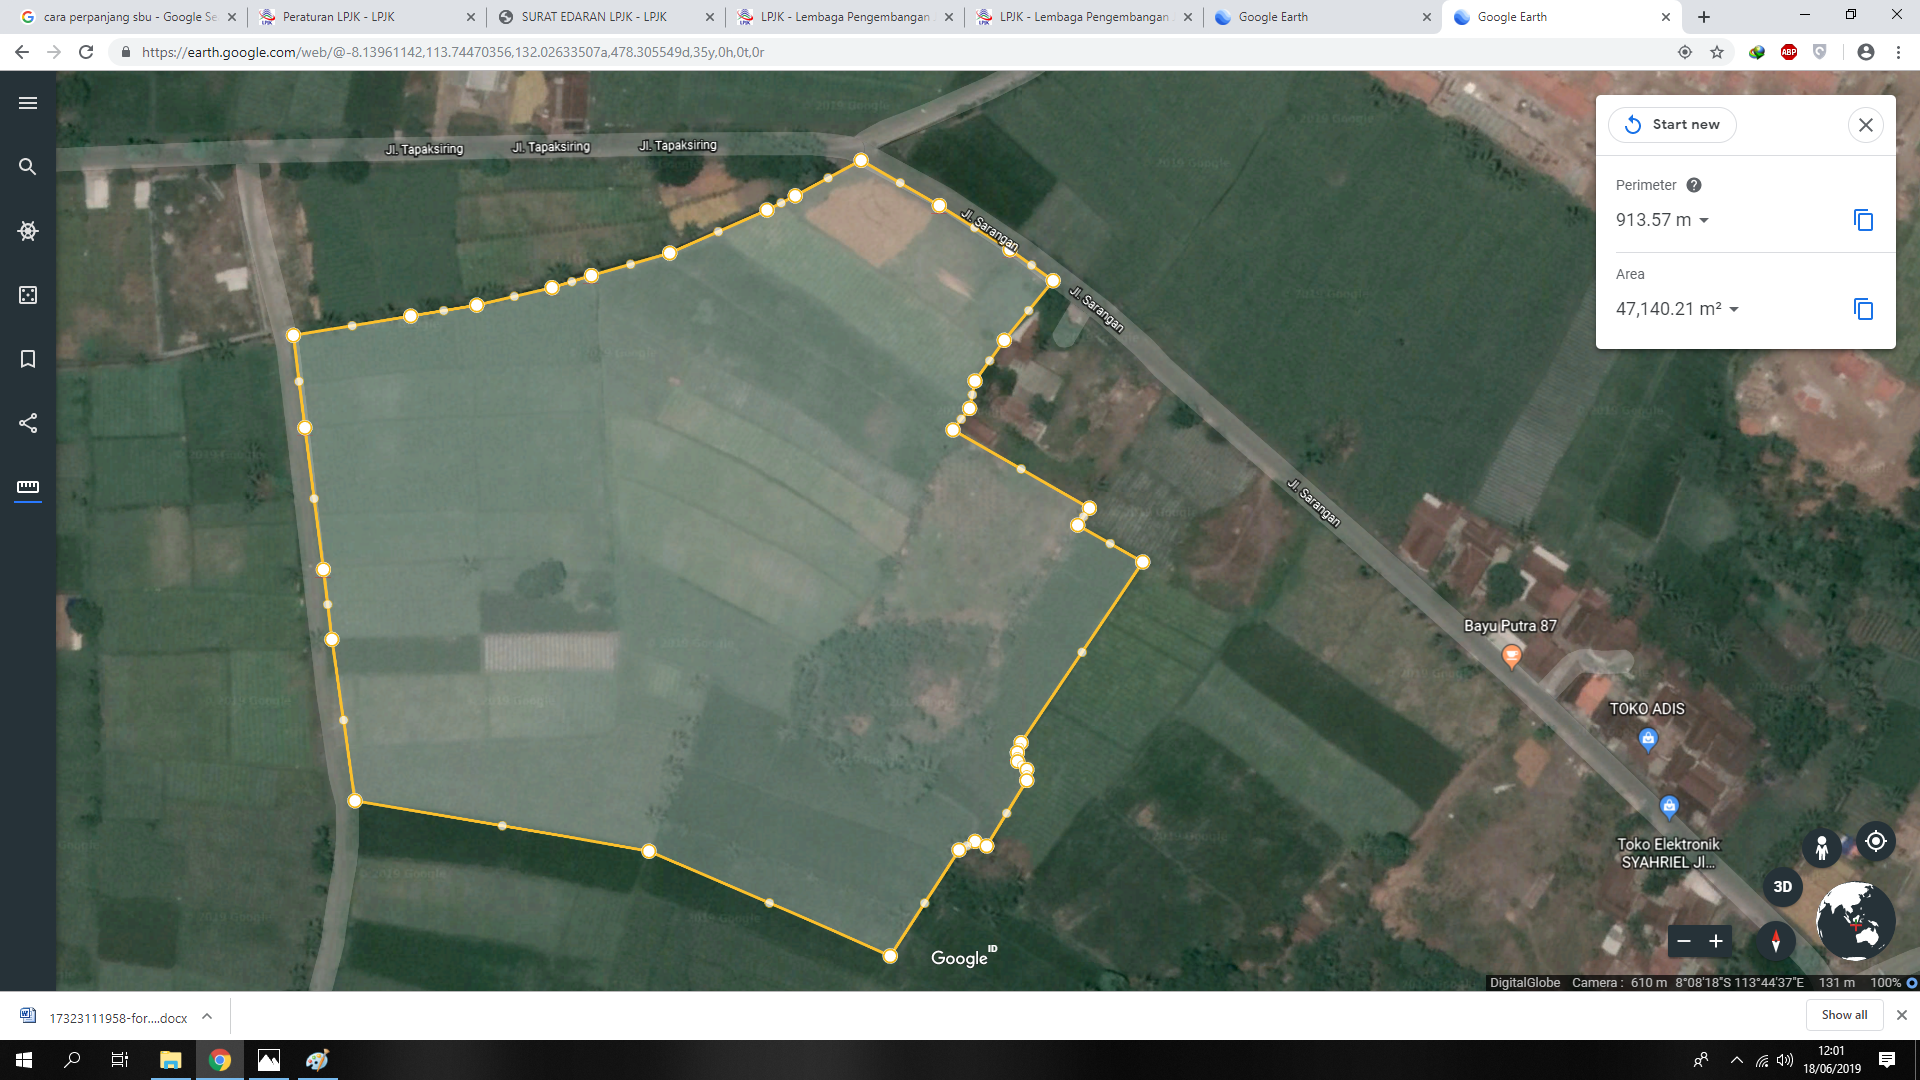 cara perpanjang sbu - Google Se
Peraturan LPJK - LPJK
SURAT EDARAN LPJK - LPJK
LPJK - Lembaga Pengembangan
LPJK - Lembaga Pengembangan
Google Earth
Google Earth
https://earth.google.com/web/@-8.13961142,113.74470356,132.02633507a,478.305549d,35y,0h,0t,0r
ABP
Start new
Perimeter
913.57 m
Area
47,140.21 m²
Jl. Tapaksiring
Jl. Tapaksiring
Jl. Tapaksiring
Jl. Sarangan
Jl. Sarangan
Jl. Sarangan
Bayu Putra 87
TOKO ADIS
Toko Elektronik
SYAHRIEL Jl...
3D
Google ID
DigitalGlobe Camera : 610 m 8°08'18"S 113°44'37"E 131 m 100%
17323111958-for....docx
Show all
12:01
18/06/2019